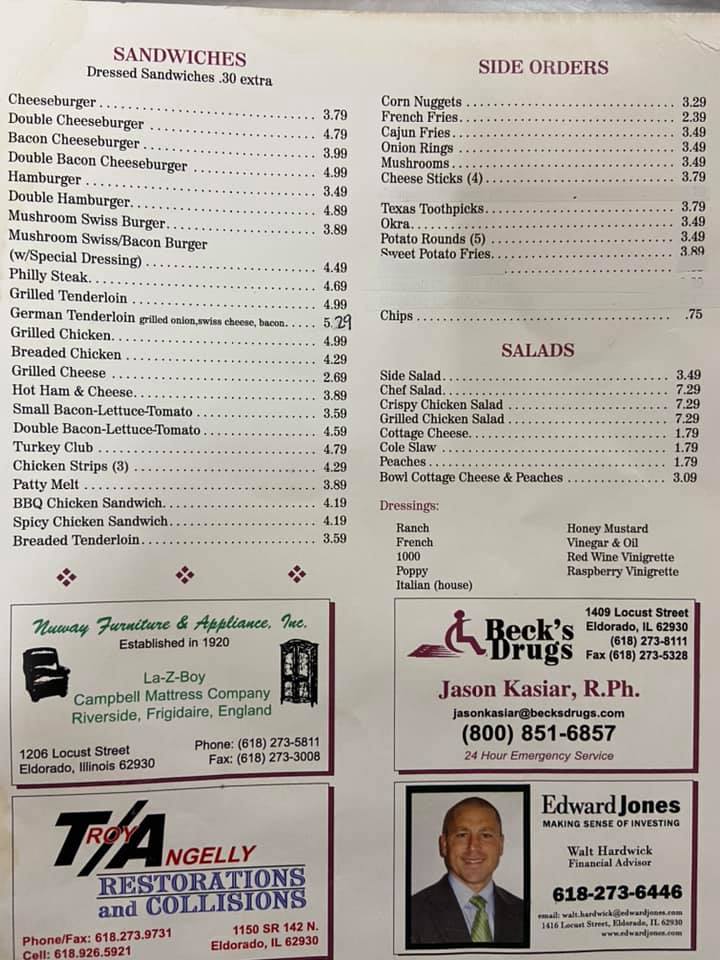 SANDWICHES
Dressed Sandwiches .30 extra
Cheeseburger 3.79
Double Cheeseburger 4.79
Bacon Cheeseburger 3.99
Double Bacon Cheeseburger 4.99
Hamburger 3.49
Double Hamburger 4.89
Mushroom Swiss Burger 3.89
Mushroom Swiss/Bacon Burger
(w/Special Dressing) 4.49
Philly Steak 4.69
Grilled Tenderloin 4.99
German Tenderloin grilled onion,swiss cheese, bacon 5.29
Grilled Chicken 4.99
Breaded Chicken 4.29
Grilled Cheese 2.69
Hot Ham & Cheese 3.89
Small Bacon-Lettuce-Tomato 3.59
Double Bacon-Lettuce-Tomato 4.59
Turkey Club 4.79
Chicken Strips (3) 4.29
Patty Melt 3.89
BBQ Chicken Sandwich 4.19
Spicy Chicken Sandwich 4.19
Breaded Tenderloin 3.59
SIDE ORDERS
Corn Nuggets 3.29
French Fries 2.39
Cajun Fries 3.49
Onion Rings 3.49
Mushrooms 3.49
Cheese Sticks (4) 3.79
Texas Toothpicks 3.79
Okra 3.49
Potato Rounds (5) 3.49
Sweet Potato Fries 3.89
Chips .75
SALADS
Side Salad 3.49
Chef Salad 7.29
Crispy Chicken Salad 7.29
Grilled Chicken Salad 7.29
Cottage Cheese 1.79
Cole Slaw 1.79
Peaches 1.79
Bowl Cottage Cheese & Peaches 3.09
Dressings:
Ranch
French
1000
Poppy
Italian (house)
Honey Mustard
Vinegar & Oil
Red Wine Vinigrette
Raspberry Vinigrette
Nuway Furniture & Appliance, Inc.
Established in 1920
La-Z-Boy
Campbell Mattress Company
Riverside, Frigidaire, England
1206 Locust Street
Eldorado, Illinois 62930
Phone: (618) 273-5811
Fax: (618) 273-3008
Beck's
Drugs
1409 Locust Street
Eldorado, IL 62930
(618) 273-8111
Fax (618) 273-5328
Jason Kasiar, R.Ph.
jasonkasiar@becksdrugs.com
(800) 851-6857
24 Hour Emergency Service
TROY/ANGELLY
RESTORATIONS
and COLLISIONS
Phone/Fax: 618.273.9731
Cell: 618.926.5921
1150 SR 142 N.
Eldorado, IL 62930
Edward Jones
MAKING SENSE OF INVESTING
Walt Hardwick
Financial Advisor
618-273-6446
email: walt.hardwick@edwardjones.com
1416 Locust Street, Eldorado, IL 62930
www.edwardjones.com